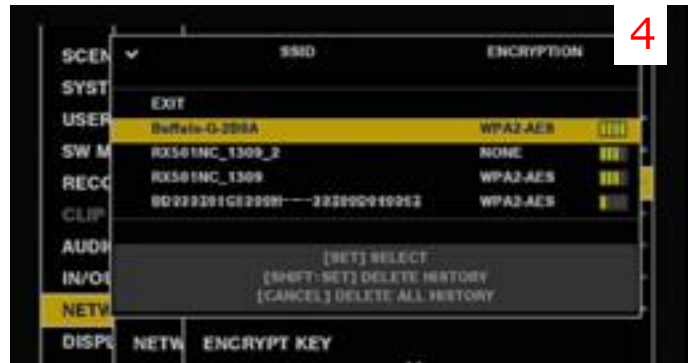 4
SSID ENCRYPTION
SCEN
SYST
EXIT
USER
Buffalo-G-2B0A WPA2-AES
SW M RX501NC_1309_2 NONE
RECO RX501NC_1309 WPA2-AES
WPA2-AES
CLIP
AUDI
[SET] SELECT
IN/OU [SHIFT+SET] DELETE HISTORY
[CANCEL] DELETE ALL HISTORY
NETW
DISPL NETW ENCRYPT KEY